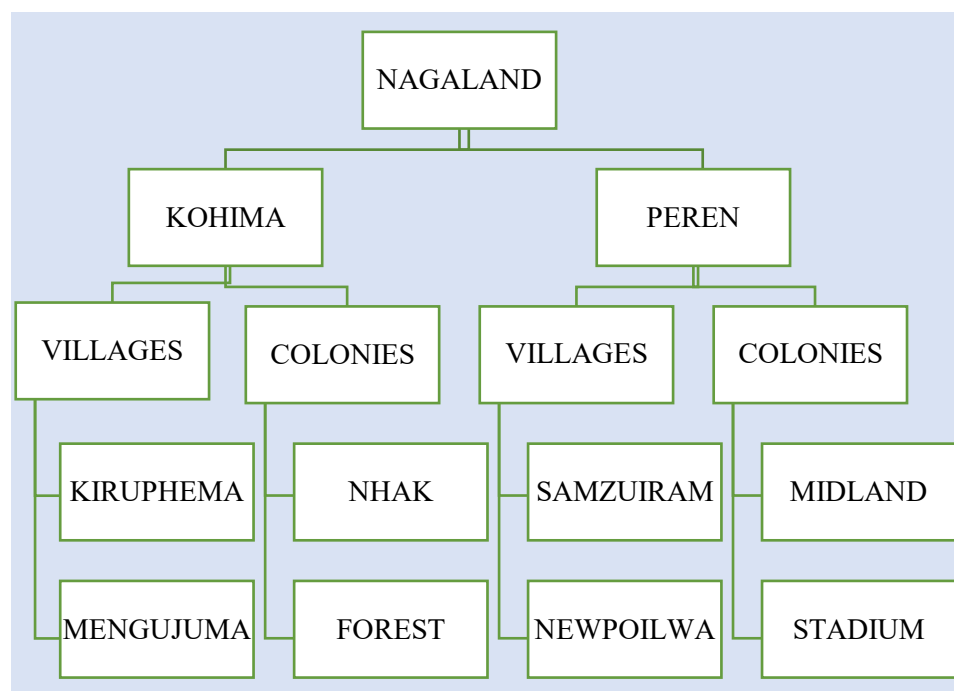 NAGALAND
KOHIMA
PEREN
VILLAGES
COLONIES
VILLAGES
COLONIES
KIRUPHEMA
NHAK
SAMZUIRAM
MIDLAND
MENGUJUMA
FOREST
NEWPOILWA
STADIUM